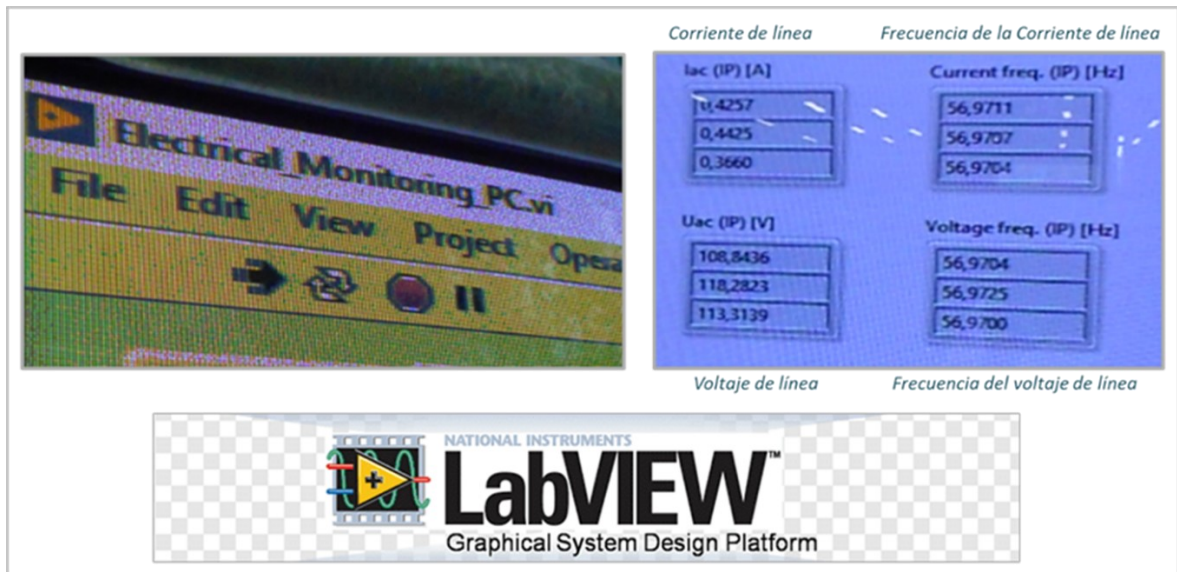 Corriente de línea
Frecuencia de la Corriente de línea
Electrical_Monitoring_PC.vi
File Edit View Project
Iac (IP) [A]
0,4257
0,4425
0,3660
Current freq. (IP) [Hz]
56,9711
56,9707
56,9704
Uac (IP) [V]
108,8436
118,2823
113,3139
Voltage freq. (IP) [Hz]
56,9704
56,9725
56,9700
Voltaje de línea
Frecuencia del voltaje de línea
NATIONAL INSTRUMENTS
LabVIEW™
Graphical System Design Platform